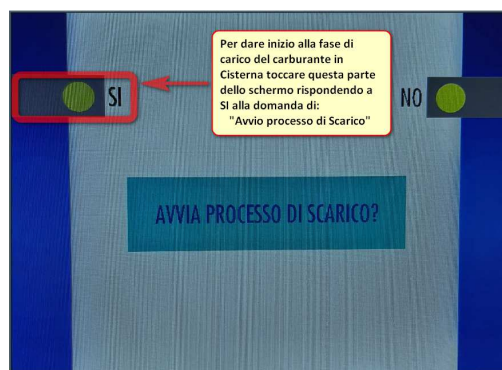 Per dare inizio alla fase di
carico del carburante in
Cisterna toccare questa parte
dello schermo rispondendo a
SI alla domanda di:
"Avvio processo di Scarico"
SI
NO
AVVIA PROCESSO DI SCARICO?